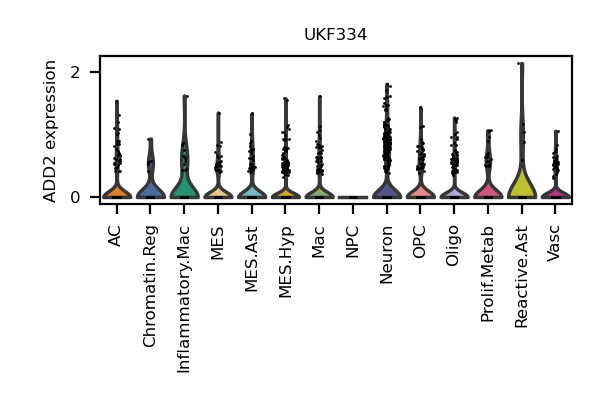 UKF334
ADD2 expression
2
0
AC
Chromatin.Reg
Inflammatory.Mac
MES
MES.Ast
MES.Hyp
Mac
NPC
Neuron
OPC
Oligo
Prolif.Metab
Reactive.Ast
Vasc